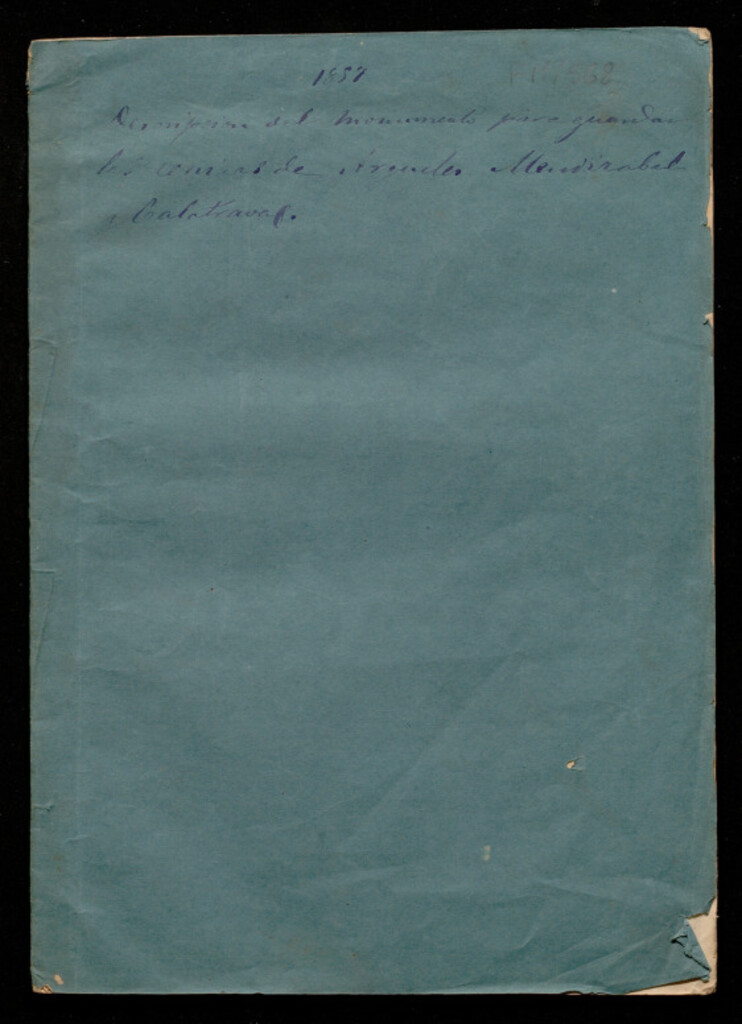 1857
Descripcion del monumento para guardar
las cenizas de Arguelles Mendizabal
Calatrava.